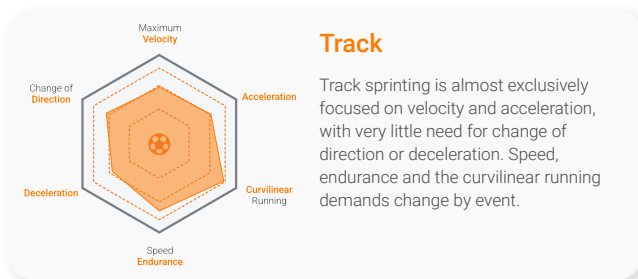 Maximum
Velocity
Track
Change of
Direction
Acceleration
Track sprinting is almost exclusively
focused on velocity and acceleration,
with very little need for change of
direction or deceleration. Speed,
endurance and the curvilinear running
demands change by event.
Deceleration
Curvilinear
Running
Speed
Endurance